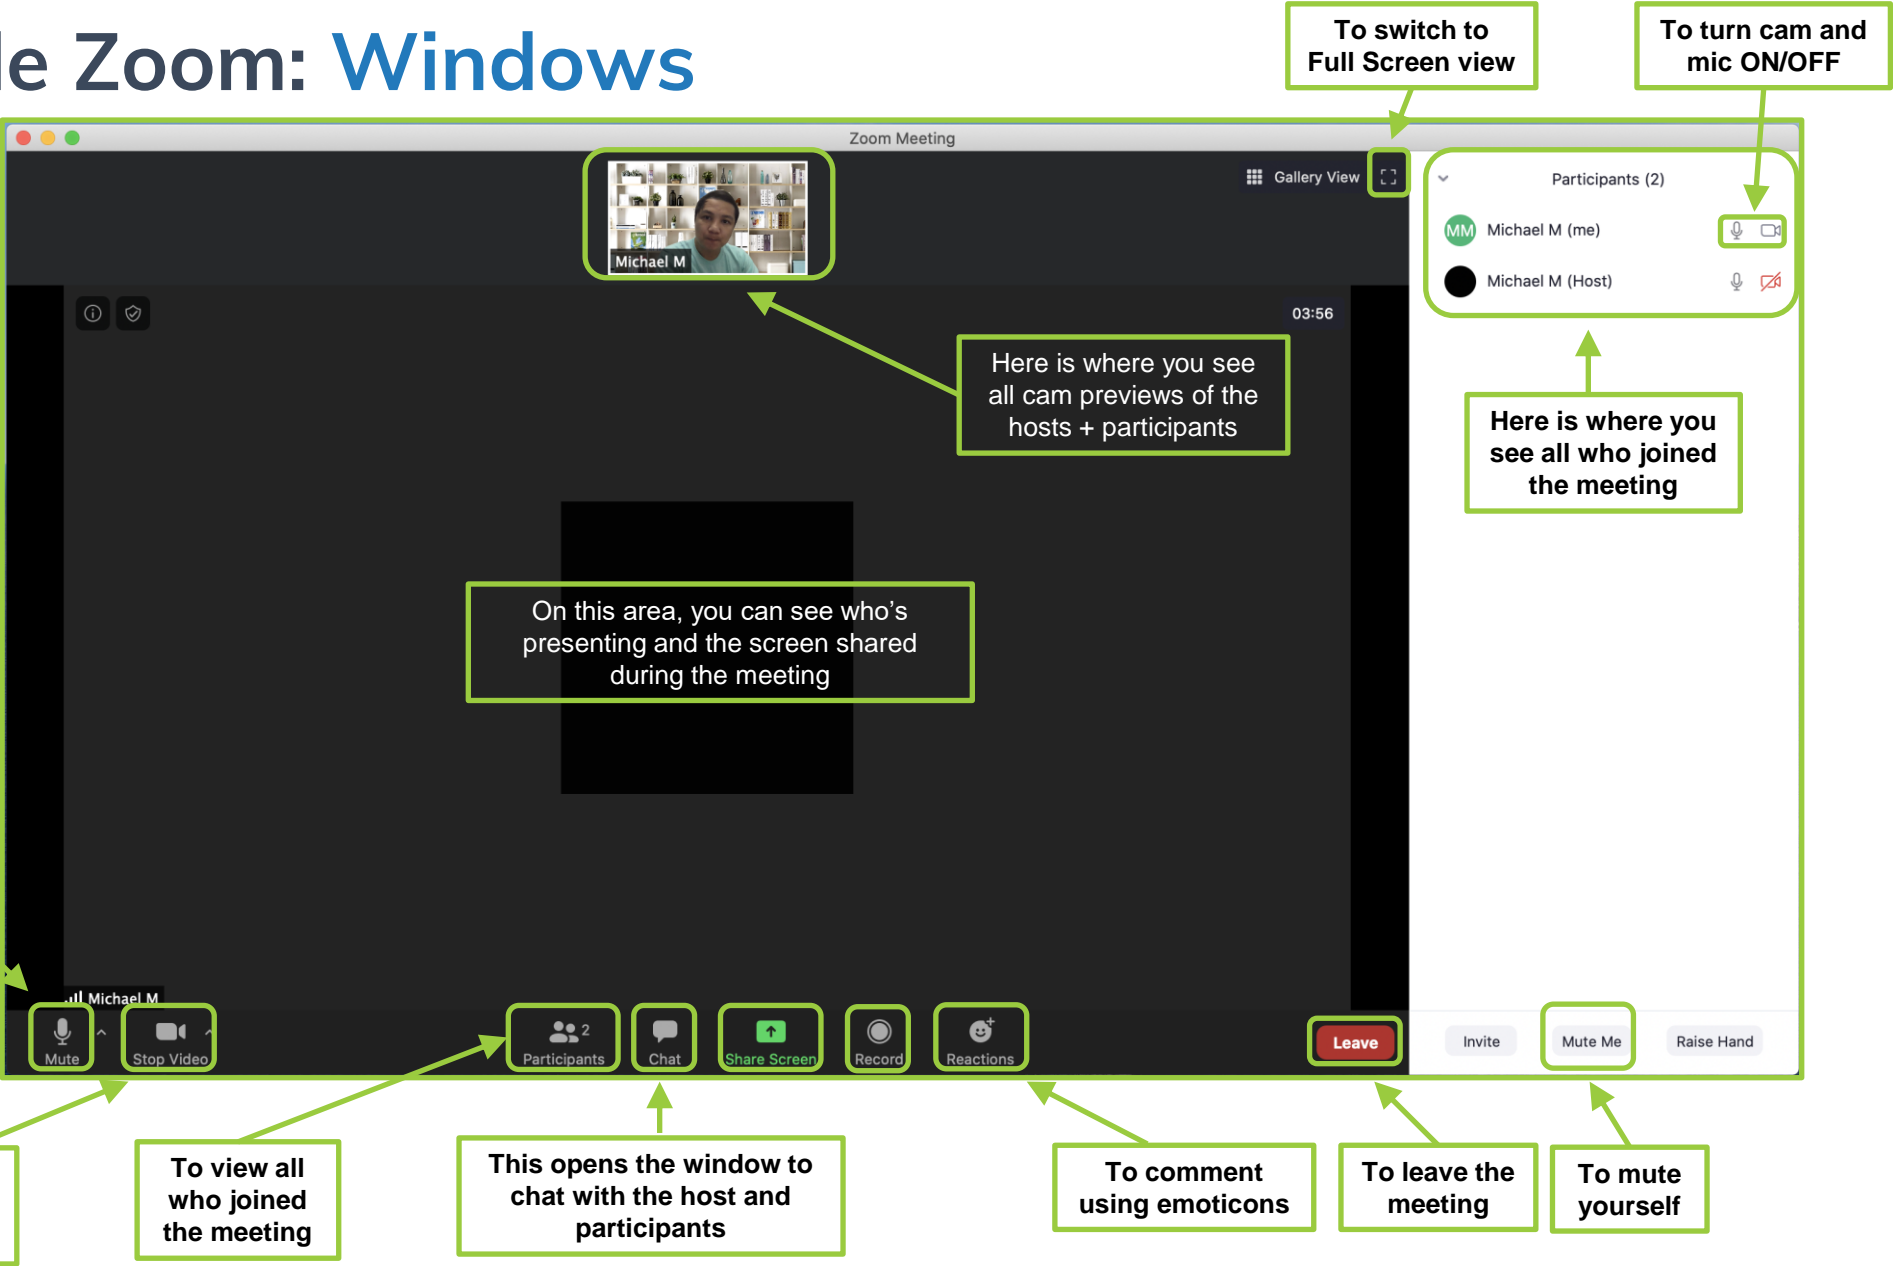 le Zoom: Windows
To switch to
Full Screen view
To turn cam and
mic ON/OFF
Zoom Meeting
Michael M
Gallery View
Participants (2)
MM Michael M (me)
Michael M (Host)
03:56
Here is where you see
all cam previews of the
hosts + participants
Here is where you
see all who joined
the meeting
On this area, you can see who’s
presenting and the screen shared
during the meeting
Michael M
Mute
Stop Video
2
Participants
Chat
Share Screen
Record
Reactions
Leave
Invite
Mute Me
Raise Hand
To view all
who joined
the meeting
This opens the window to
chat with the host and
participants
To comment
using emoticons
To leave the
meeting
To mute
yourself